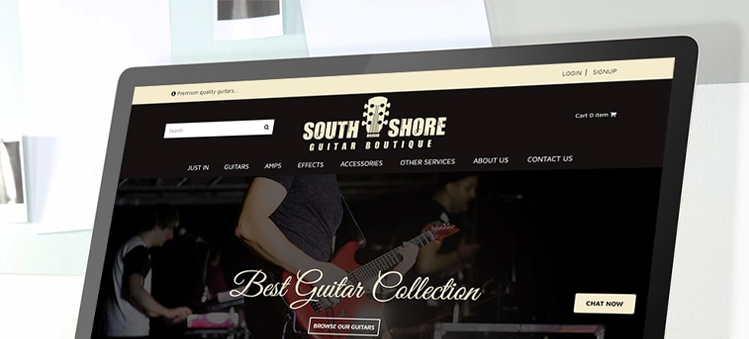 LOGIN | SIGNUP
Premium quality guitars...
Search
SOUTH SHORE
GUITAR BOUTIQUE
Cart 0 item
JUST IN GUITARS AMPS EFFECTS ACCESSORIES OTHER SERVICES ABOUT US CONTACT US
Best Guitar Collection
BROWSE OUR GUITARS
CHAT NOW